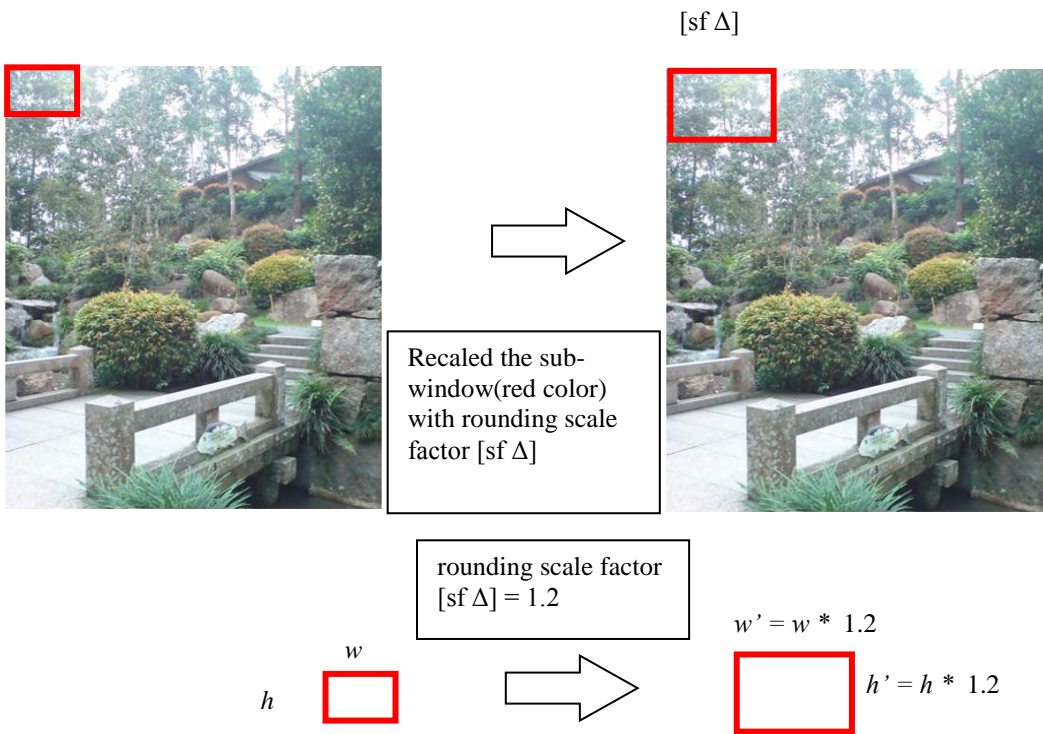 [sf Δ]
Recaled the sub-
window(red color)
with rounding scale
factor [sf Δ]
rounding scale factor
[sf Δ] = 1.2
w
h
w’ = w * 1.2
h’ = h * 1.2